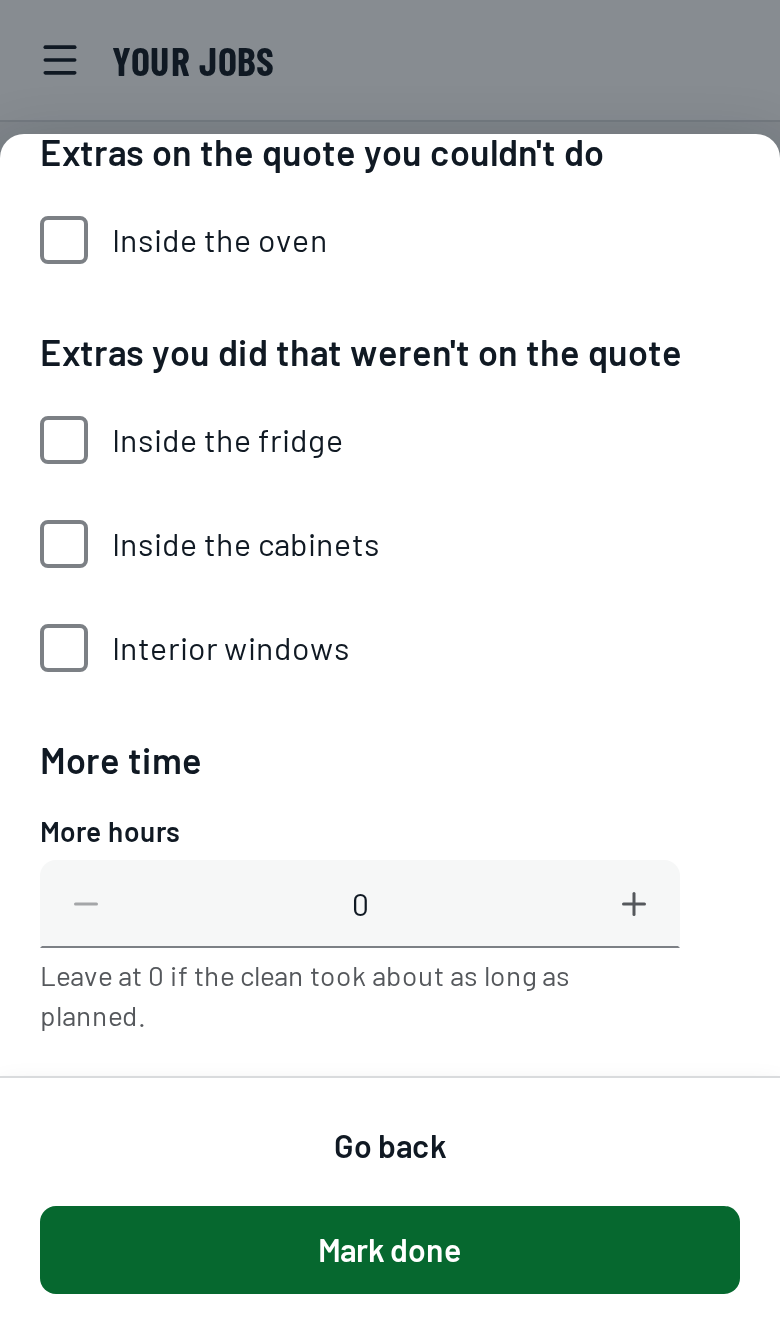 YOUR JOBS
Extras on the quote you couldn't do
Inside the oven
Extras you did that weren't on the quote
Inside the fridge
Inside the cabinets
Interior windows
More time
More hours
0
Leave at 0 if the clean took about as long as
planned.
Go back
Mark done